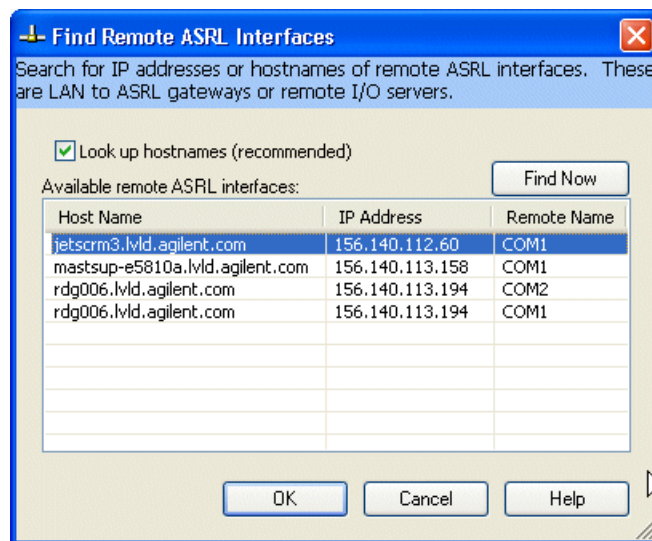 Find Remote ASRL Interfaces
Search for IP addresses or hostnames of remote ASRL interfaces. These
are LAN to ASRL gateways or remote I/O servers.
Look up hostnames (recommended)
Find Now
Available remote ASRL interfaces:
Host Name IP Address Remote Name
jetscrm3.lvld.agilent.com 156.140.112.60 COM1
mastsup-e5810a.lvld.agilent.com 156.140.113.158 COM1
rdg006.lvld.agilent.com 156.140.113.194 COM2
rdg006.lvld.agilent.com 156.140.113.194 COM1
OK Cancel Help